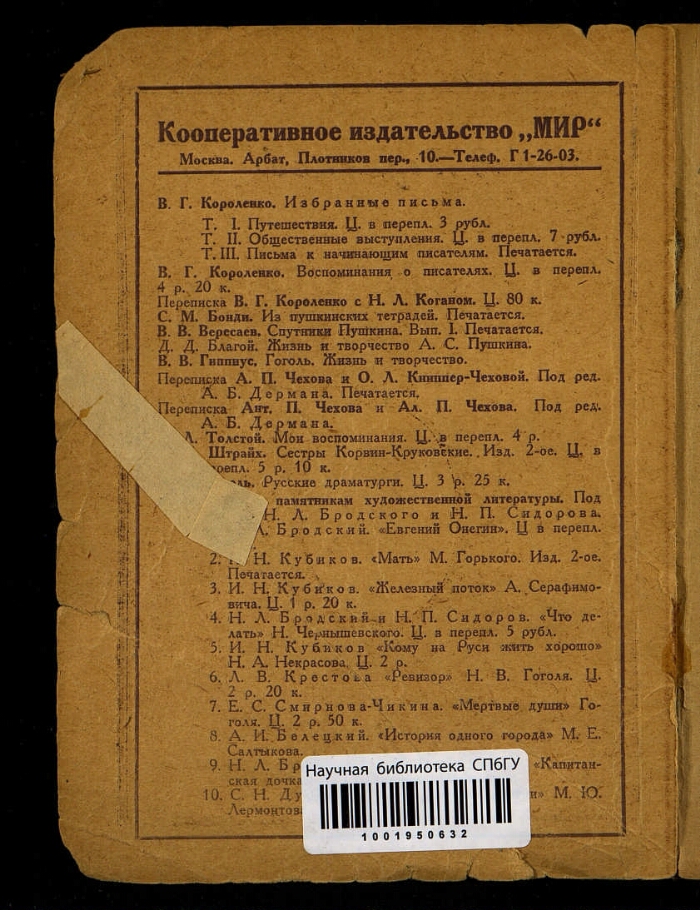 Кооперативное издательство „МИР“
Москва. Арбат, Плотников пер., 10.—Телеф. Г 1-26-03.
В. Г. Короленко. Избранные письма.
Т. I. Путешествия. Ц. в перепл. 3 рубл.
Т. II. Общественные выступления. Ц. в перепл. 7 рубл.
Т. III. Письма к начинающим писателям. Печатается.
В. Г. Короленко. Воспоминания о писателях. Ц. в перепл.
4 р. 20 к.
Переписка В. Г. Короленко с Н. Л. Коганом. Ц. 80 к.
С. М. Бонди. Из пушкинских тетрадей. Печатается.
В. В. Вересаев. Спутники Пушкина. Вып. I. Печатается.
Д. Д. Благой. Жизнь и творчество А. С. Пушкина.
В. В. Гиппиус. Гоголь. Жизнь и творчество.
Переписка А. П. Чехова и О. Л. Книппер-Чеховой. Под ред.
А. Б. Дермана. Печатается.
Переписка Ант. П. Чехова и Ал. П. Чехова. Под ред.
А. Б. Дермана.
Л. Толстой. Мои воспоминания. Ц. в перепл. 4 р.
Штрайх. Сестры Корвин-Круковские. Изд. 2-ое. Ц. в
перепл. 5 р. 10 к.
Русские драматурги. Ц. 3 р. 25 к.
памятникам художественной литературы. Под
Н. Л. Бродского и Н. П. Сидорова.
Л. Бродский. «Евгений Онегин». Ц в перепл.
2. Н. Кубиков. «Мать» М. Горького. Изд. 2-ое.
Печатается.
3. И. Н. Кубиков. «Железный поток» А. Серафимо-
вича. Ц. 1 р. 20 к.
4. Н. Л. Бродский и Н. П. Сидоров. «Что де-
лать» Н. Чернышевского. Ц. в перепл. 5 рубл.
5. И. Н. Кубиков «Кому на Руси жить хорошо»
Н. А. Некрасова. Ц. 2 р.
6. Л. В. Крестова «Ревизор» Н. В. Гоголя. Ц.
2 р. 20 к.
7. Е. С. Смирнова-Чикина. «Мертвые души» Го-
голя. Ц. 2 р. 50 к.
8. А. И. Белецкий. «История одного города» М. Е.
Салтыкова.
9. Н. Л. Бр «Капитан-
ская дочка
10. С. Н. Ду и» М. Ю.
Лермонтова
Научная библиотека СПбГУ
1001950632